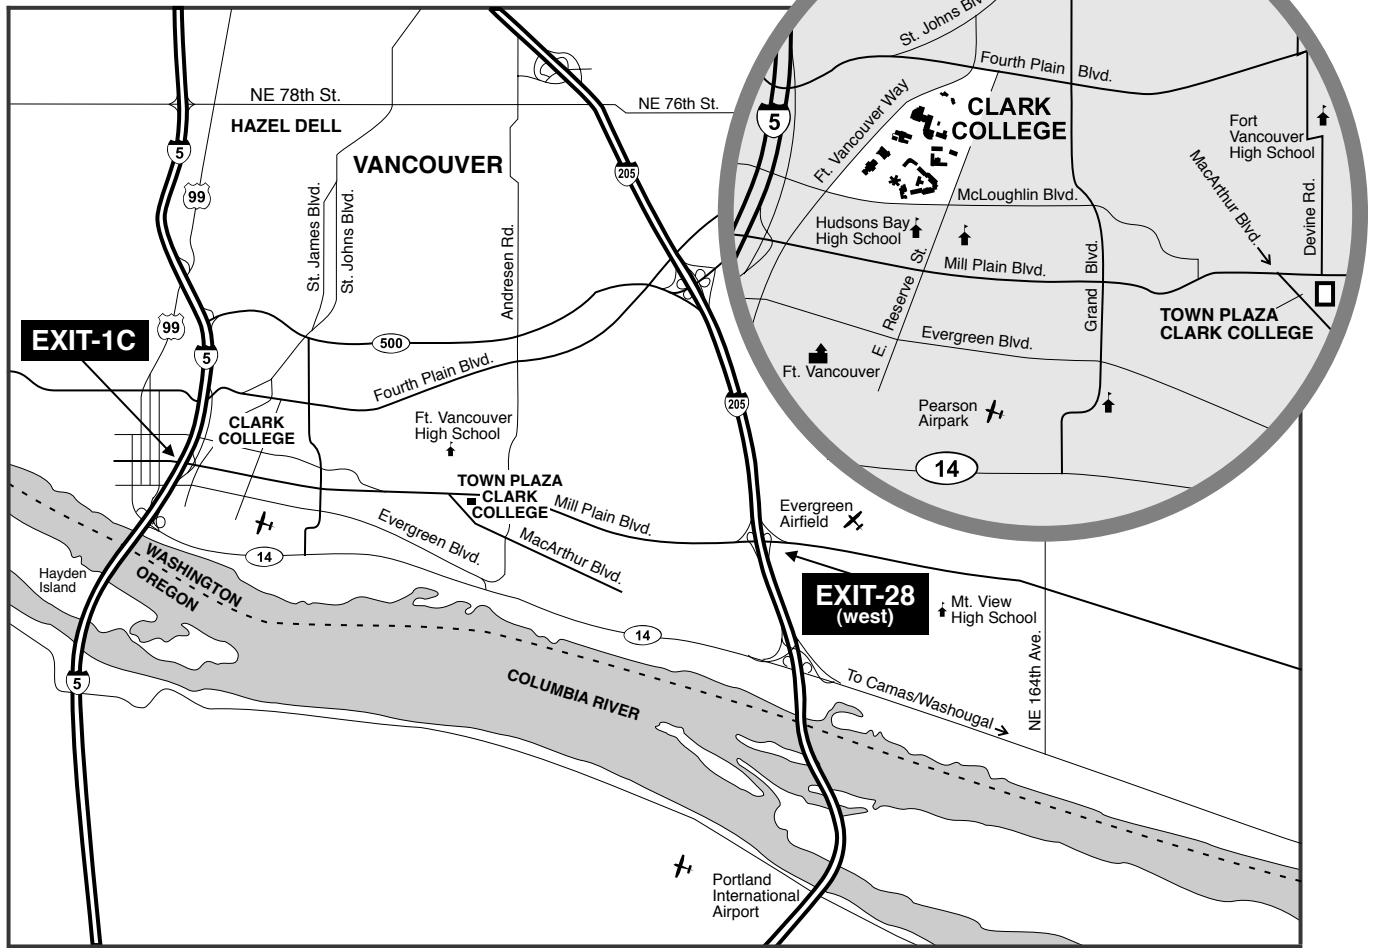 NE 78th St.
HAZEL DELL
5
99
VANCOUVER
St. James Blvd.
St. Johns Blvd.
Andresen Rd.
NE 76th St.
205
99
EXIT-1C
5
500
Fourth Plain Blvd.
CLARK
COLLEGE
Ft. Vancouver
High School
205
TOWN PLAZA
CLARK
COLLEGE
Mill Plain Blvd.
Evergreen Blvd.
MacArthur Blvd.
14
Evergreen
Airfield
EXIT-28
(west)
Mt. View
High School
NE 164th Ave.
Hayden
Island
WASHINGTON
OREGON
14
5
COLUMBIA RIVER
To Camas/Washougal
Portland
International
Airport
St. Johns Blv
Fourth Plain Blvd.
5
Ft. Vancouver Way
CLARK
COLLEGE
Fort
Vancouver
High School
MacArthur Blvd.
Devine Rd.
McLoughlin Blvd.
Hudsons Bay
High School
Mill Plain Blvd.
E. Reserve St.
Grand Blvd.
TOWN PLAZA
CLARK COLLEGE
Evergreen Blvd.
Ft. Vancouver
Pearson
Airpark
14